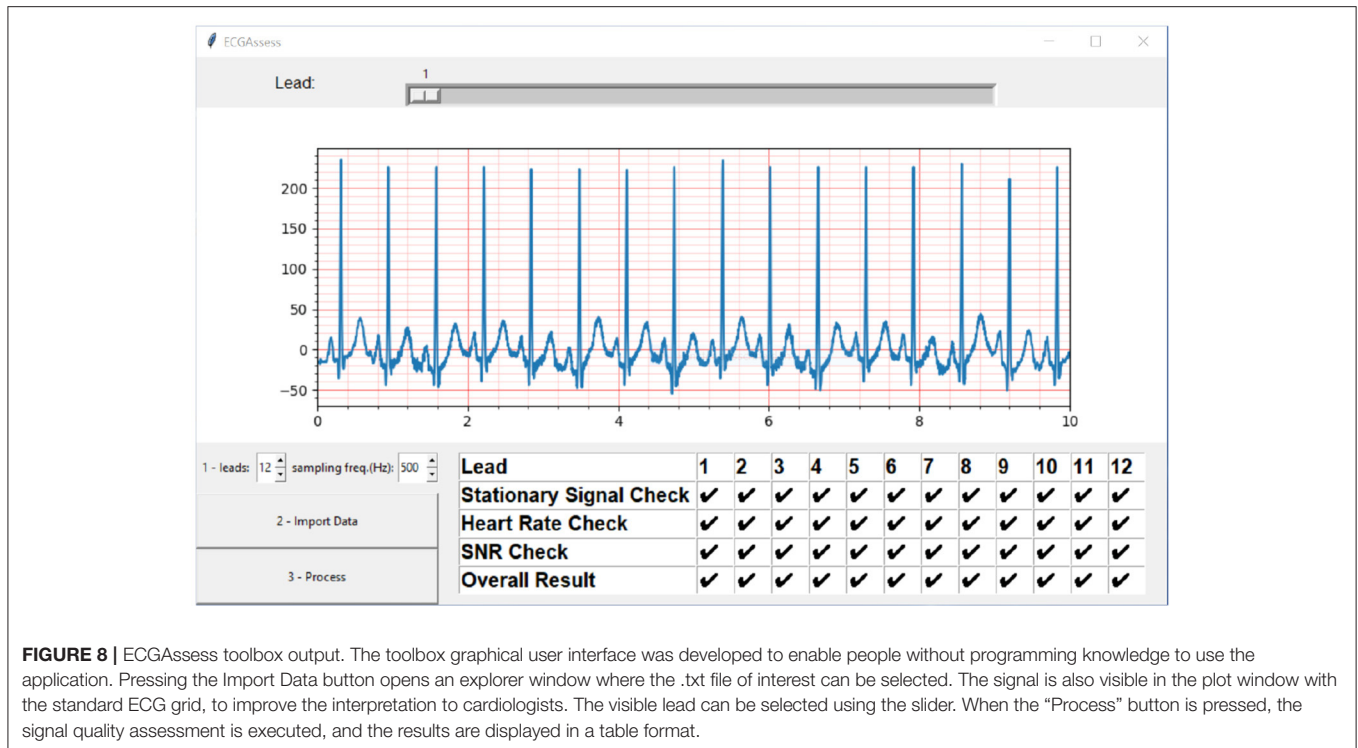 ECGAssess
Lead:
1
200
150
100
50
0
−50
0 2 4 6 8 10
1 - leads: 12 sampling freq.(Hz): 500
2 - Import Data
3 - Process
Lead 1 2 3 4 5 6 7 8 9 10 11 12
Stationary Signal Check ✔ ✔ ✔ ✔ ✔ ✔ ✔ ✔ ✔ ✔ ✔ ✔
Heart Rate Check ✔ ✔ ✔ ✔ ✔ ✔ ✔ ✔ ✔ ✔ ✔ ✔
SNR Check ✔ ✔ ✔ ✔ ✔ ✔ ✔ ✔ ✔ ✔ ✔ ✔
Overall Result ✔ ✔ ✔ ✔ ✔ ✔ ✔ ✔ ✔ ✔ ✔ ✔
FIGURE 8 | ECGAssess toolbox output. The toolbox graphical user interface was developed to enable people without programming knowledge to use the
application. Pressing the Import Data button opens an explorer window where the .txt file of interest can be selected. The signal is also visible in the plot window with
the standard ECG grid, to improve the interpretation to cardiologists. The visible lead can be selected using the slider. When the “Process” button is pressed, the
signal quality assessment is executed, and the results are displayed in a table format.